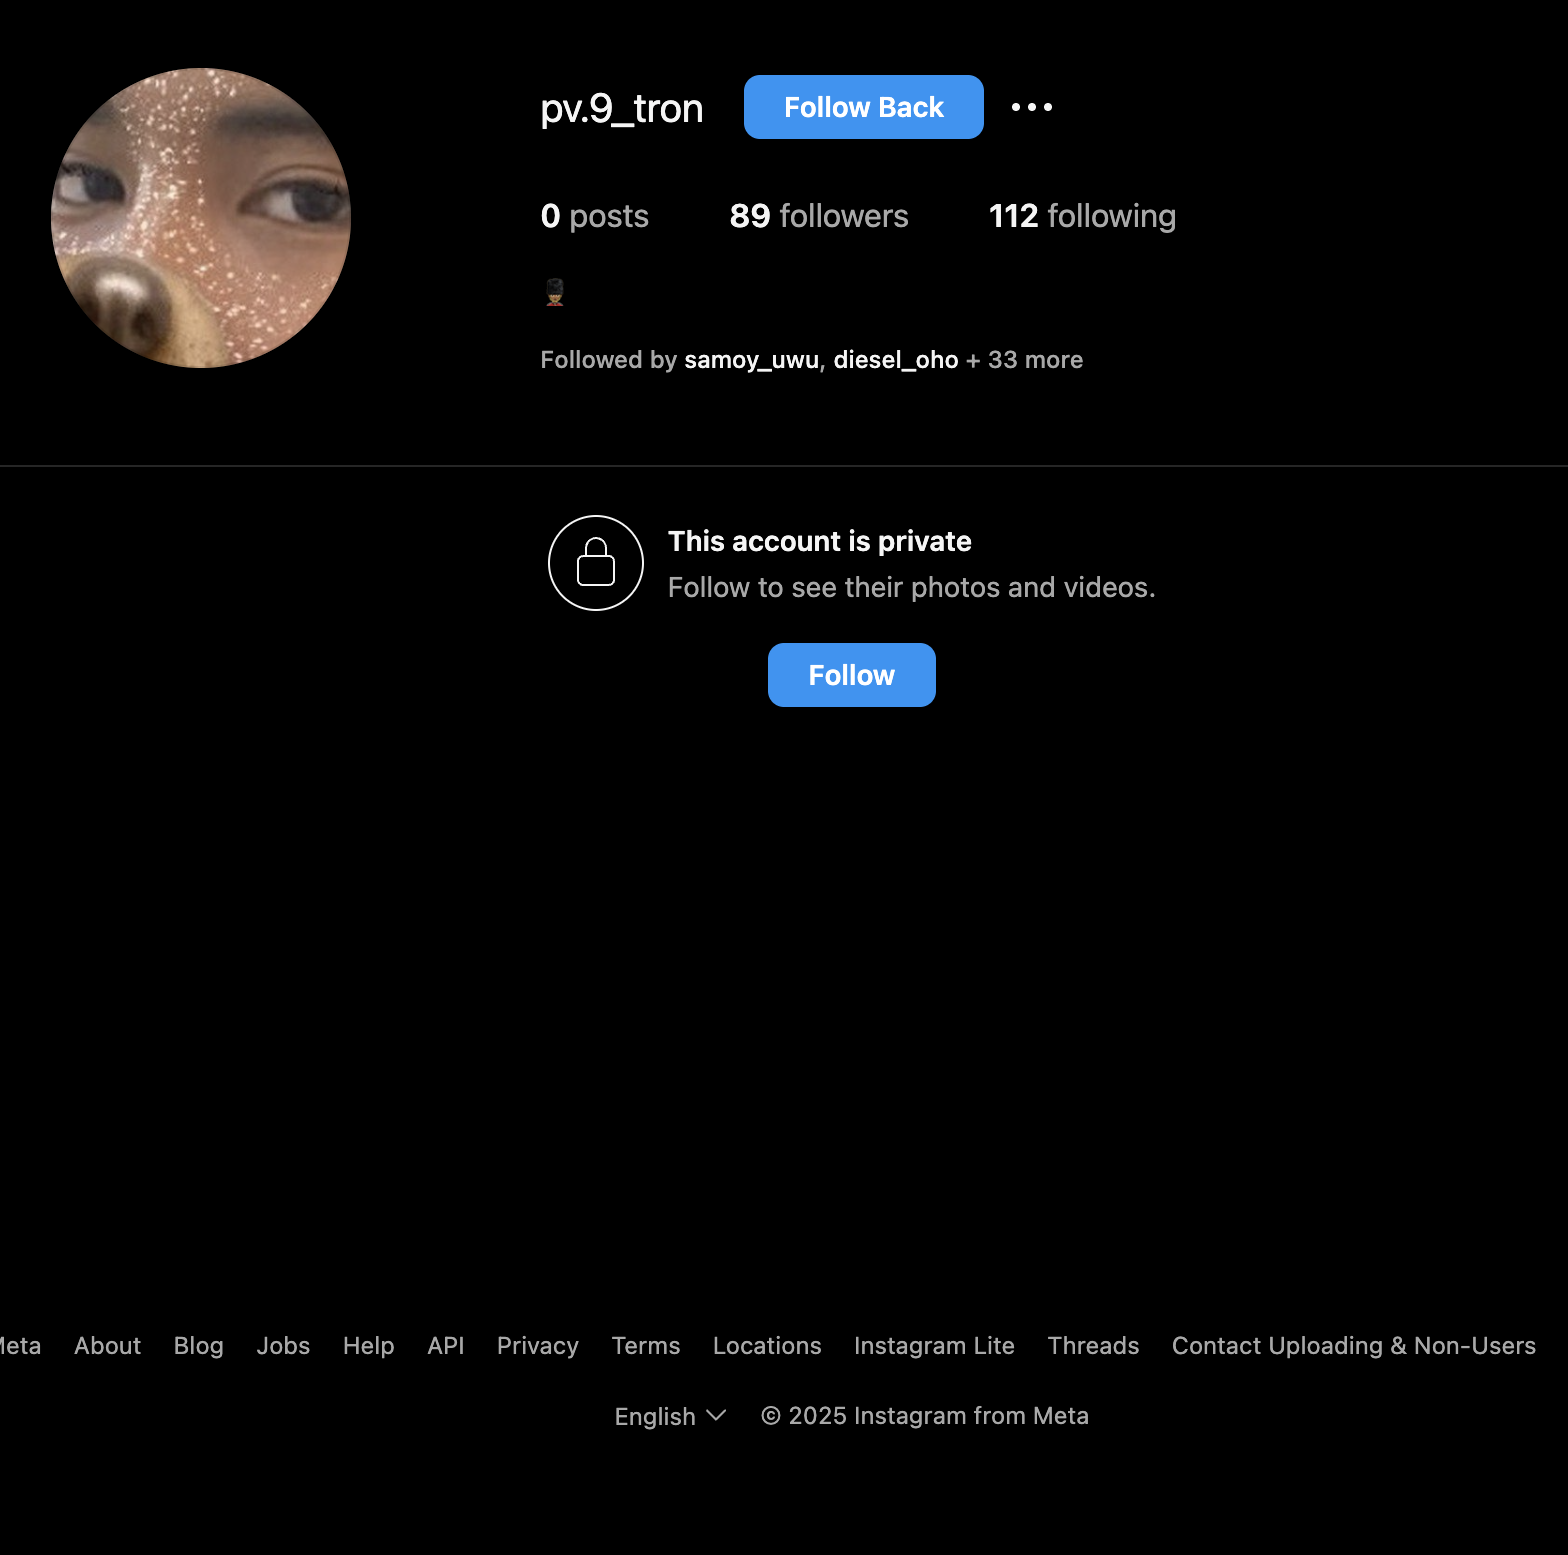 pv.9_tron Follow Back
0 posts 89 followers 112 following
💂🏾
Followed by samoy_uwu, diesel_oho + 33 more
This account is private
Follow to see their photos and videos.
Follow
Meta About Blog Jobs Help API Privacy Terms Locations Instagram Lite Threads Contact Uploading & Non-Users
English © 2025 Instagram from Meta